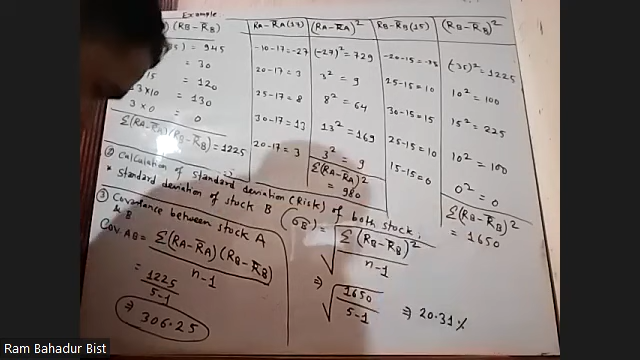 Example
(RB-R̄B)
RA-R̄A(17)
(RA-R̄A)²
RB-R̄B(15)
(RB-R̄B)²
= 945
-10-17=-27
(-27)² = 729
-20-15=-35
(-35)² = 1225
= 30
20-17=3
3² = 9
25-15=10
10² = 100
= 120
25-17=8
8² = 64
30-15=15
15² = 225
13×10 = 130
30-17=13
13² = 169
25-15=10
10² = 100
3×0 = 0
20-17=3
3² = 9
15-15=0
0² = 0
Σ(RA-R̄A)(RB-R̄B)=1225
Σ(RA-R̄A)²
= 980
Σ(RB-R̄B)²
= 1650
② Calculation of standard deviation (Risk) of both stock.
* Standard deviation of stock B (σB) = √Σ(RB-R̄B)²
n-1
⇒ √1650
5-1
⇒ 20.31%
③ Covariance between stock A
& B
Cov. AB = Σ(RA-R̄A)(RB-R̄B)
n-1
= 1225
5-1
⇒ 306.25
Ram Bahadur Bist